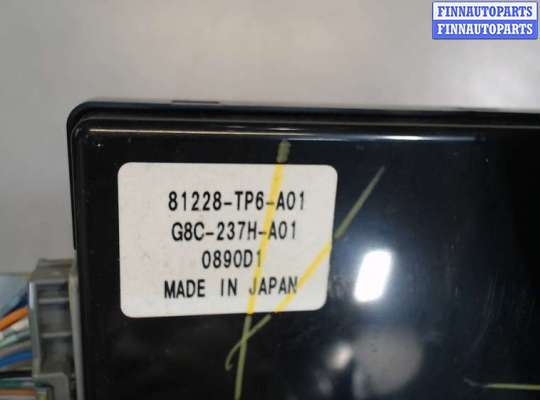 FINNAUTOPARTS
FINNAUTOPARTS
81228-TP6-A01
G8C-237H-A01
0890D1
MADE IN JAPAN